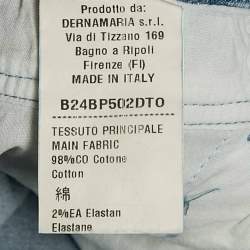 Prodotto da:
DERNAMARIA s.r.l.
Via di Tizzano 169
Bagno a Ripoli
Firenze (FI)
MADE IN ITALY
B24BP502DTO
TESSUTO PRINCIPALE
MAIN FABRIC
98%CO Cotone
Cotton
綿
2%EA Elastan
Elastane